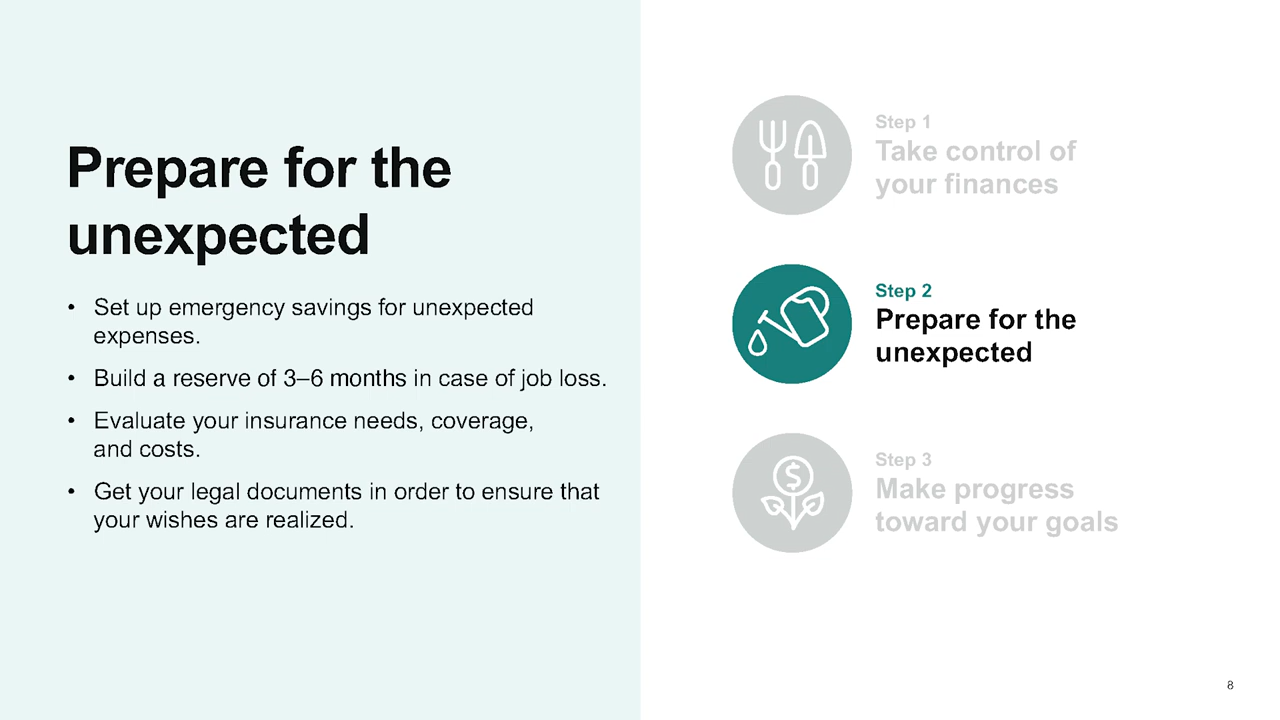 Prepare for the
unexpected
• Set up emergency savings for unexpected
expenses.
• Build a reserve of 3–6 months in case of job loss.
• Evaluate your insurance needs, coverage,
and costs.
• Get your legal documents in order to ensure that
your wishes are realized.
Step 1
Take control of
your finances
Step 2
Prepare for the
unexpected
$
Step 3
Make progress
toward your goals
8